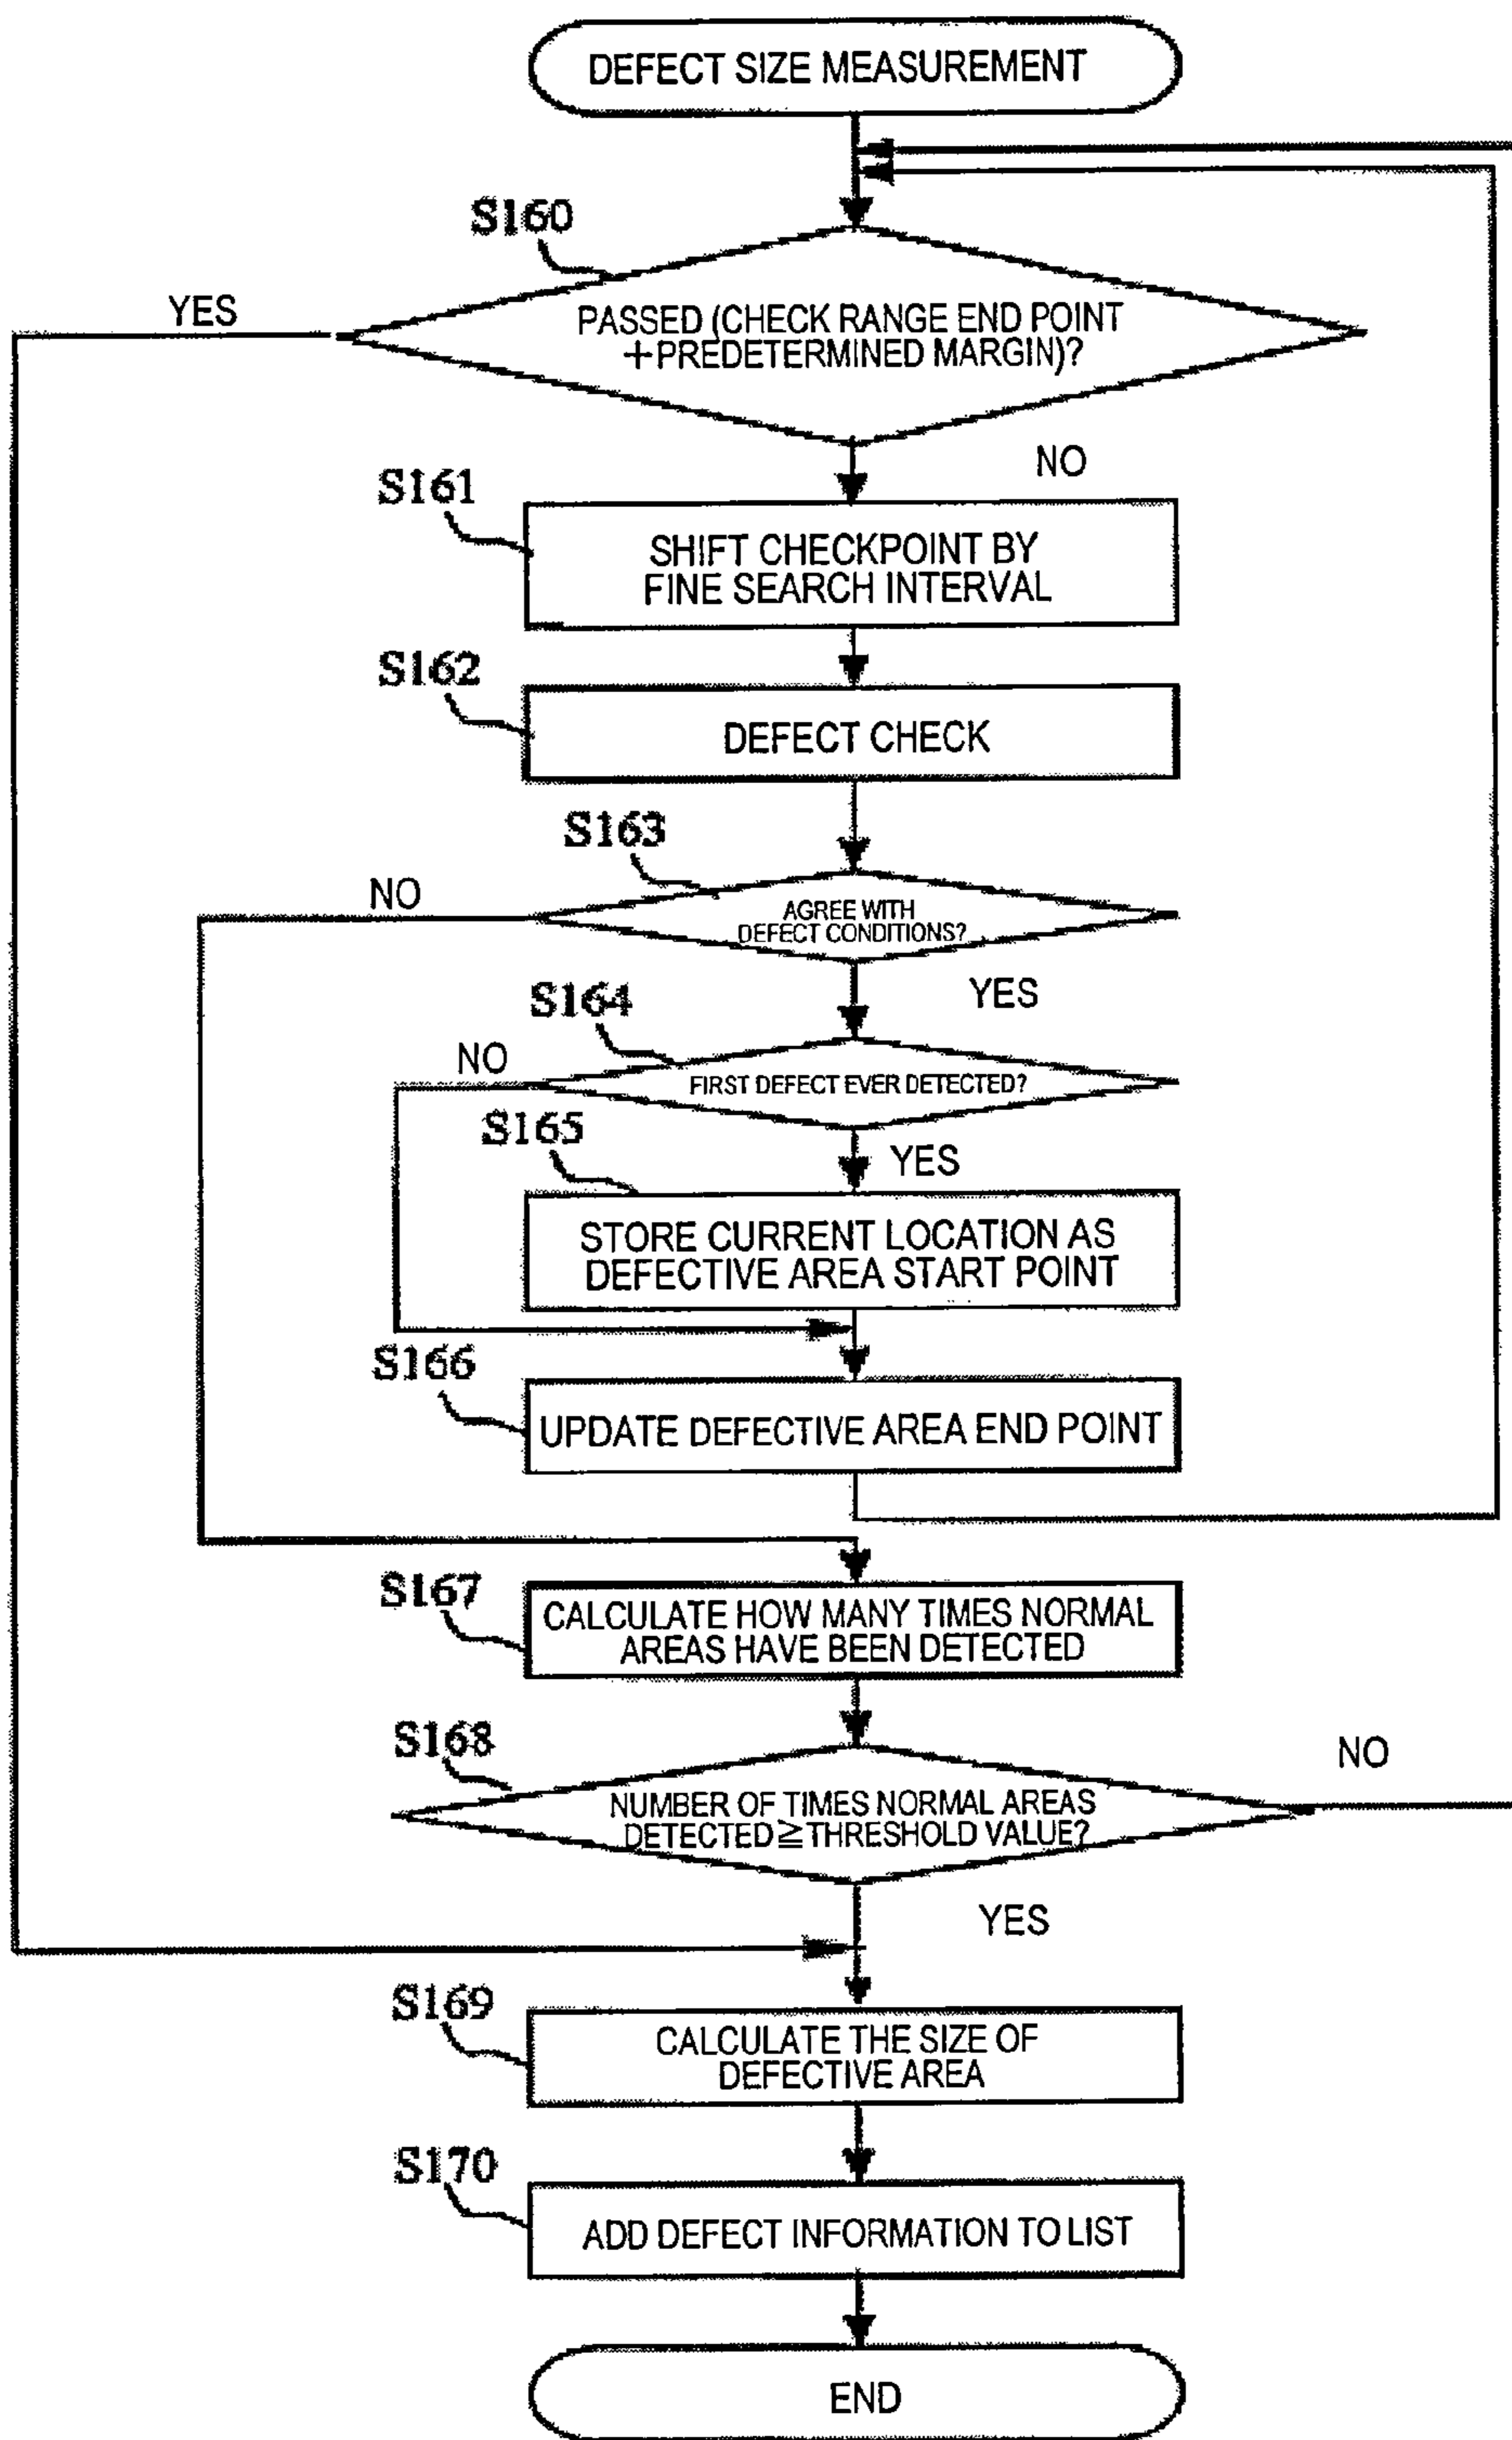 DEFECT SIZE MEASUREMENT
S160
YES
PASSED (CHECK RANGE END POINT
+PREDETERMINED MARGIN)?
NO
S161
SHIFT CHECKPOINT BY
FINE SEARCH INTERVAL
S162
DEFECT CHECK
S163
NO
AGREE WITH
DEFECT CONDITIONS?
YES
S164
NO
FIRST DEFECT EVER DETECTED?
S165
YES
STORE CURRENT LOCATION AS
DEFECTIVE AREA START POINT
S166
UPDATE DEFECTIVE AREA END POINT
S167
CALCULATE HOW MANY TIMES NORMAL
AREAS HAVE BEEN DETECTED
S168
NO
NUMBER OF TIMES NORMAL AREAS
DETECTED≧THRESHOLD VALUE?
YES
S169
CALCULATE THE SIZE OF
DEFECTIVE AREA
S170
ADD DEFECT INFORMATION TO LIST
END